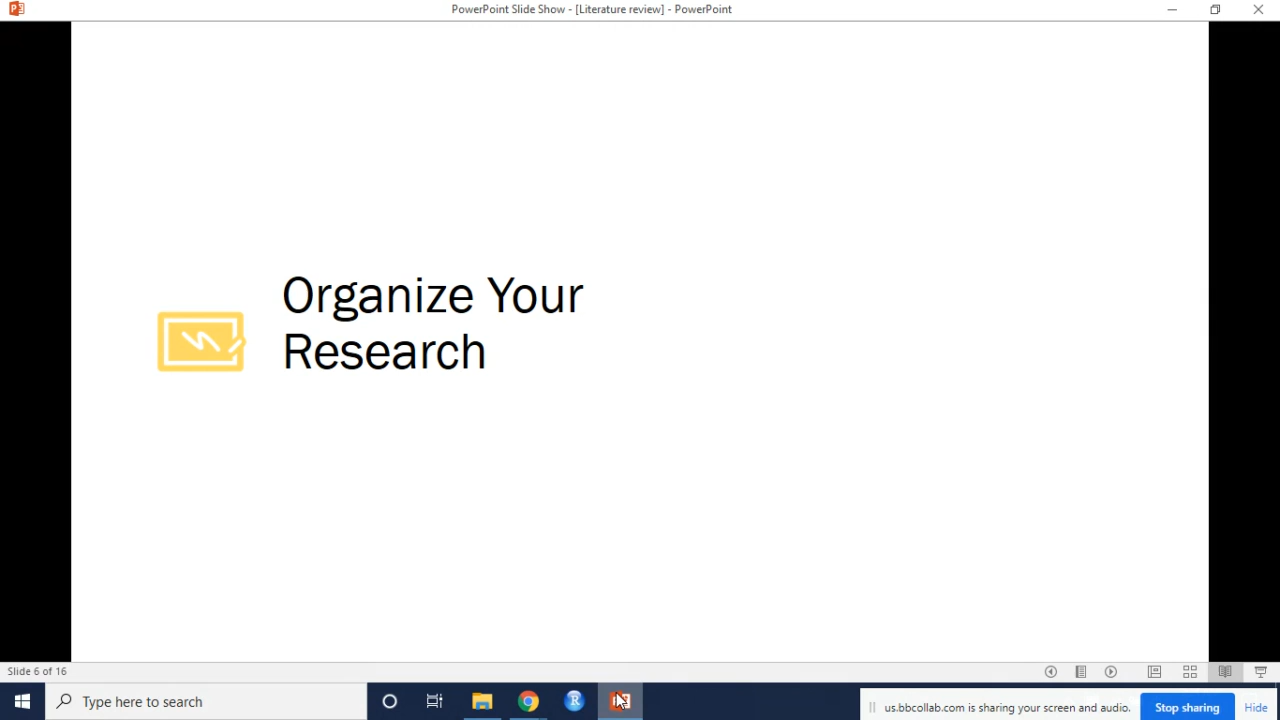 PowerPoint Slide Show - [Literature review] - PowerPoint
Organize Your
Research
Slide 6 of 16
Type here to search
us.bbcollab.com is sharing your screen and audio.
Stop sharing
Hide